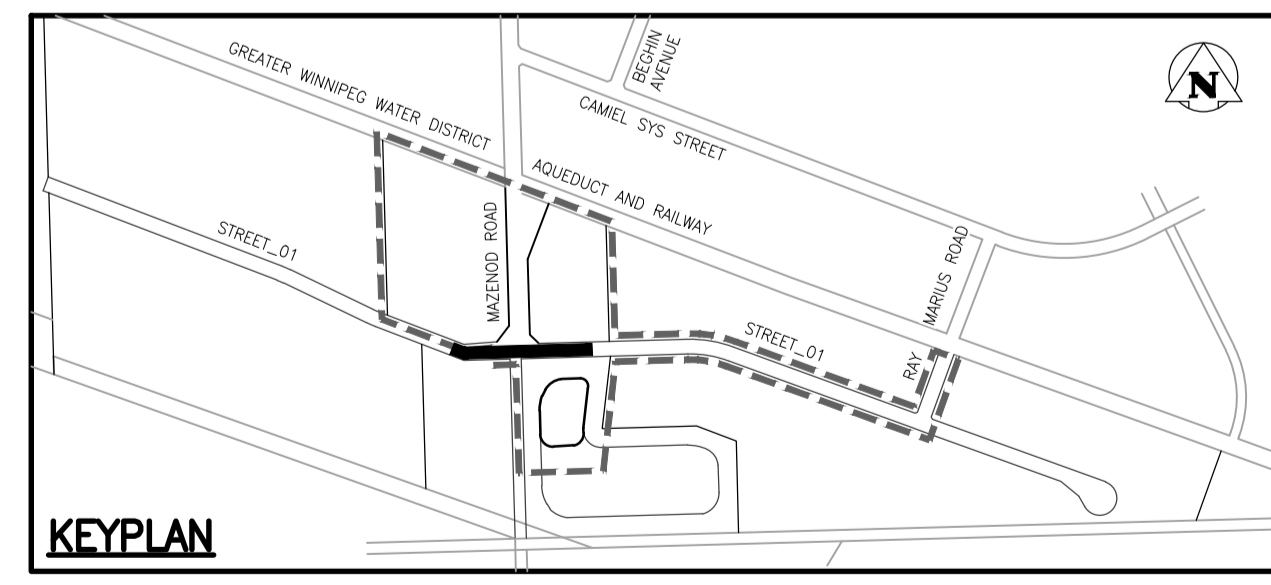 BEGHIN
AVENUE
GREATER WINNIPEG WATER DISTRICT
CAMIEL SYS STREET
N
AQUEDUCT AND RAILWAY
STREET_01
MAZENOD ROAD
RAY MARIUS ROAD
STREET_01
KEYPLAN